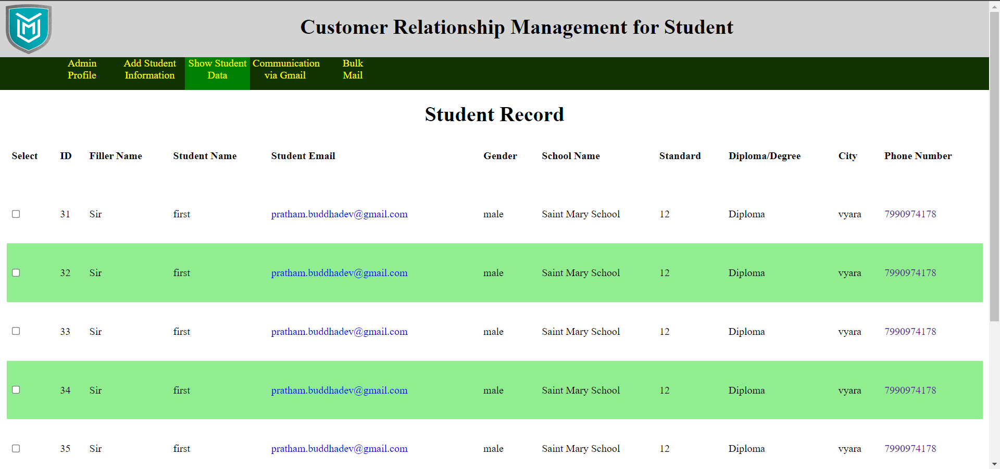 Customer Relationship Management for Student
Admin Profile
Add Student Information
Show Student Data
Communication via Gmail
Bulk Mail
Student Record
Select ID Filler Name Student Name Student Email Gender School Name Standard Diploma/Degree City Phone Number
31 Sir first pratham.buddhadev@gmail.com male Saint Mary School 12 Diploma vyara 7990974178
32 Sir first pratham.buddhadev@gmail.com male Saint Mary School 12 Diploma vyara 7990974178
33 Sir first pratham.buddhadev@gmail.com male Saint Mary School 12 Diploma vyara 7990974178
34 Sir first pratham.buddhadev@gmail.com male Saint Mary School 12 Diploma vyara 7990974178
35 Sir first pratham.buddhadev@gmail.com male Saint Mary School 12 Diploma vyara 7990974178